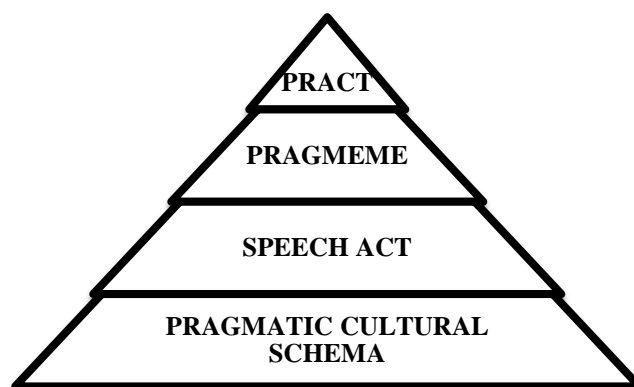 PRACT
PRAGMEME
SPEECH ACT
PRAGMATIC CULTURAL
SCHEMA